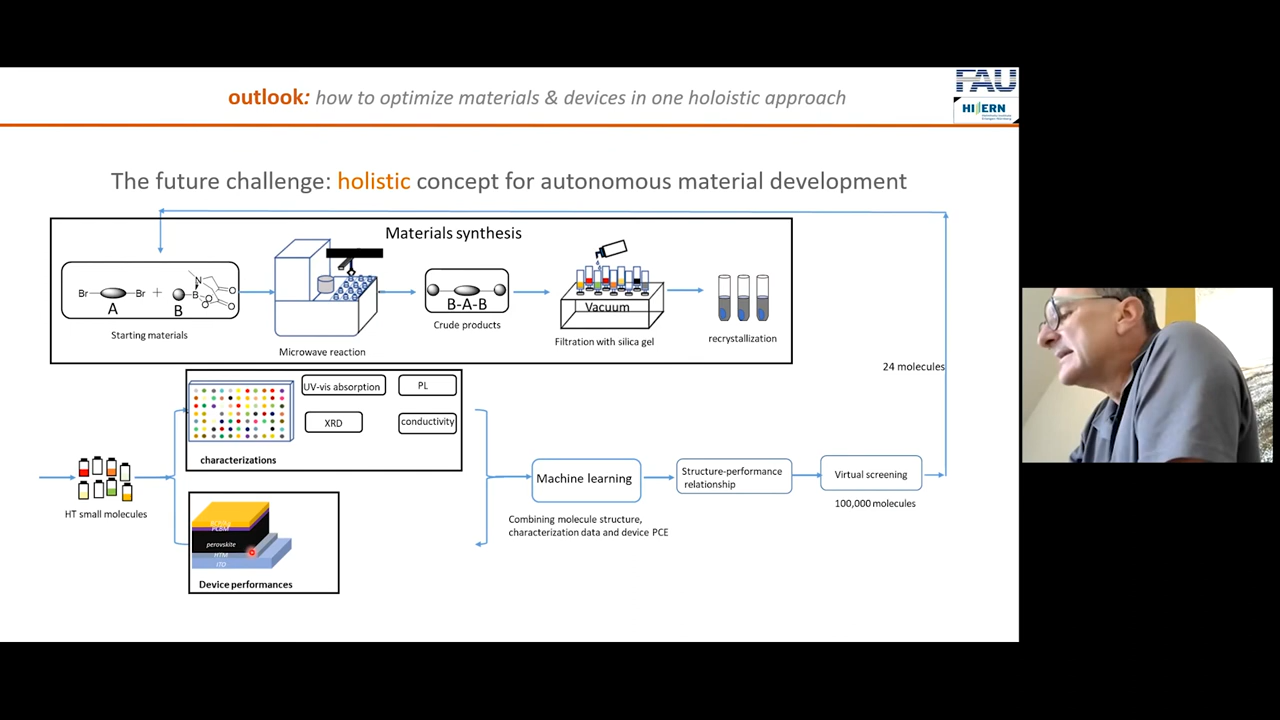 outlook: how to optimize materials & devices in one holoistic approach
FAU
HI ERN
The future challenge: holistic concept for autonomous material development
Materials synthesis
Br
Br
+
A
B
N
B
O
O
O
O
Starting materials
Microwave reaction
B-A-B
Crude products
Vacuum
Filtration with silica gel
recrystallization
24 molecules
UV-vis absorption
PL
XRD
conductivity
characterizations
HT small molecules
PCBM
perovskite
HTM
ITO
Device performances
Machine learning
Combining molecule structure,
characterization data and device PCE
Structure-performance
relationship
Virtual screening
100,000 molecules